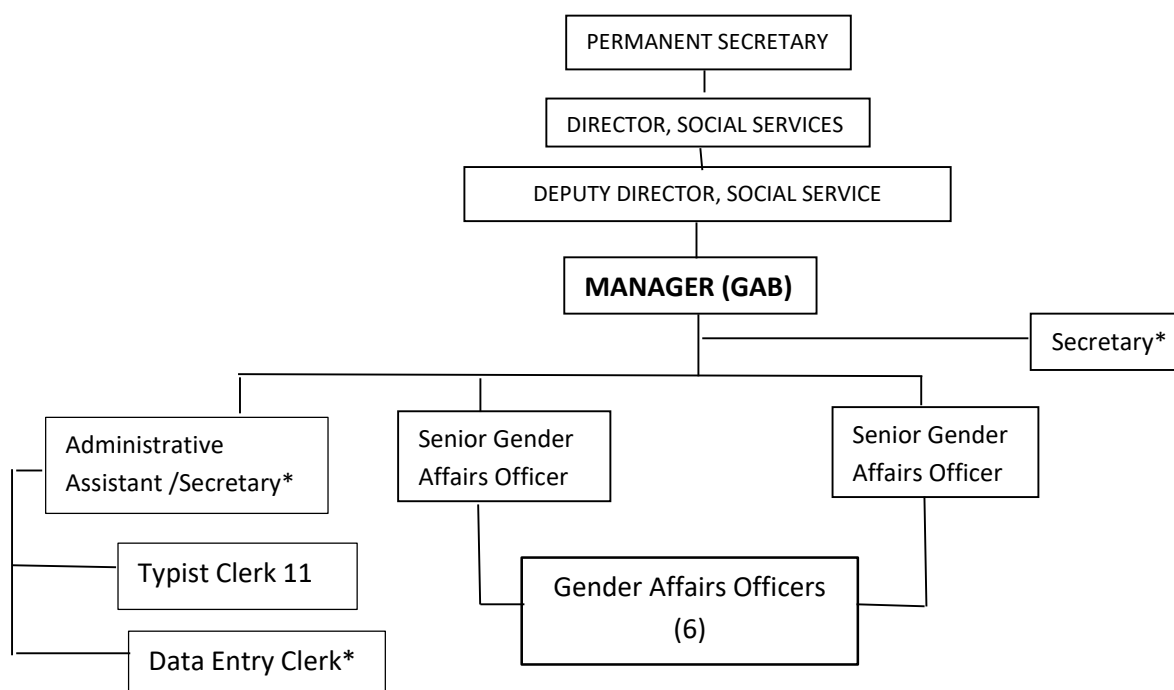 PERMANENT SECRETARY
DIRECTOR, SOCIAL SERVICES
DEPUTY DIRECTOR, SOCIAL SERVICE
MANAGER (GAB)
Secretary*
Administrative
Assistant /Secretary*
Senior Gender
Affairs Officer
Senior Gender
Affairs Officer
Typist Clerk 11
Gender Affairs Officers
(6)
Data Entry Clerk*